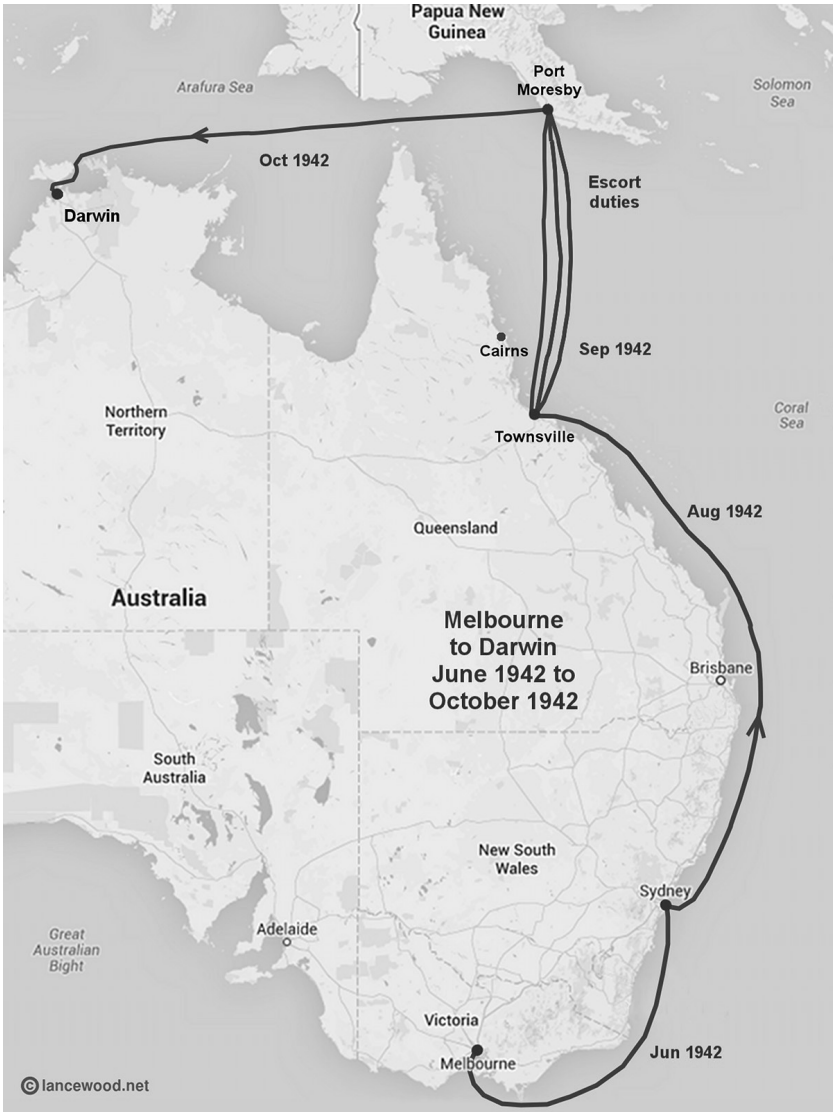 Papua New
Guinea
Port
Moresby
Arafura Sea
Solomon
Sea
Oct 1942
Escort
duties
Darwin
Cairns
Sep 1942
Northern
Territory
Coral
Sea
Townsville
Aug 1942
Queensland
Australia
Melbourne
to Darwin
June 1942 to
October 1942
Brisbane
South
Australia
New South
Wales
Sydney
Great
Australian
Bight
Adelaide
Victoria
Jun 1942
Melbourne
© lancewood.net